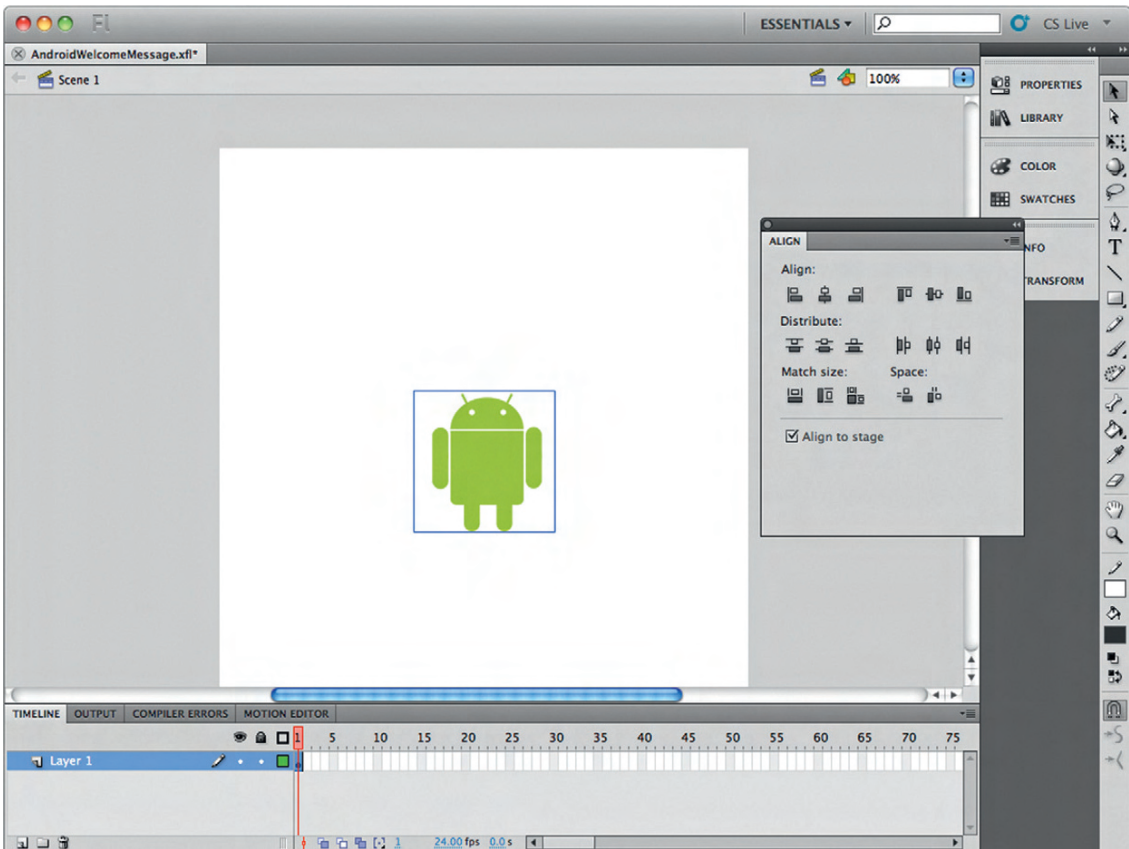 Fl
ESSENTIALS
CS Live
AndroidWelcomeMessage.xfl*
Scene 1
100%
PROPERTIES
LIBRARY
COLOR
SWATCHES
NFO
TRANSFORM
ALIGN
Align:
Distribute:
Match size:
Space:
Align to stage
T
TIMELINE OUTPUT COMPILER ERRORS MOTION EDITOR
1 5 10 15 20 25 30 35 40 45 50 55 60 65 70 75
Layer 1
1 24.00 fps 0.0 s